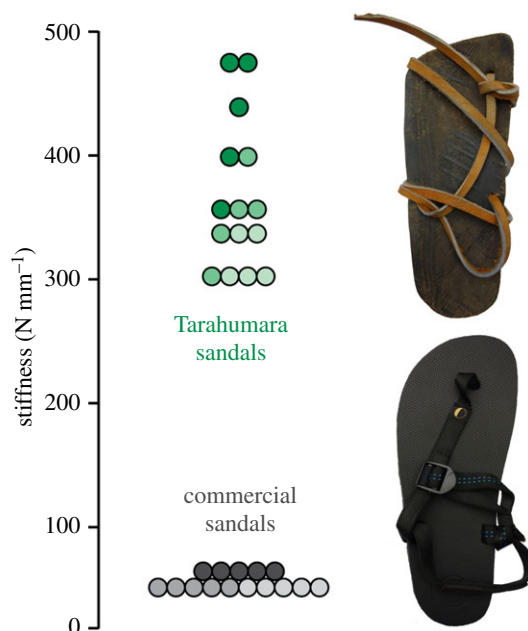 500
400
300
200
100
0
stiffness (N mm⁻¹)
Tarahumara
sandals
commercial
sandals